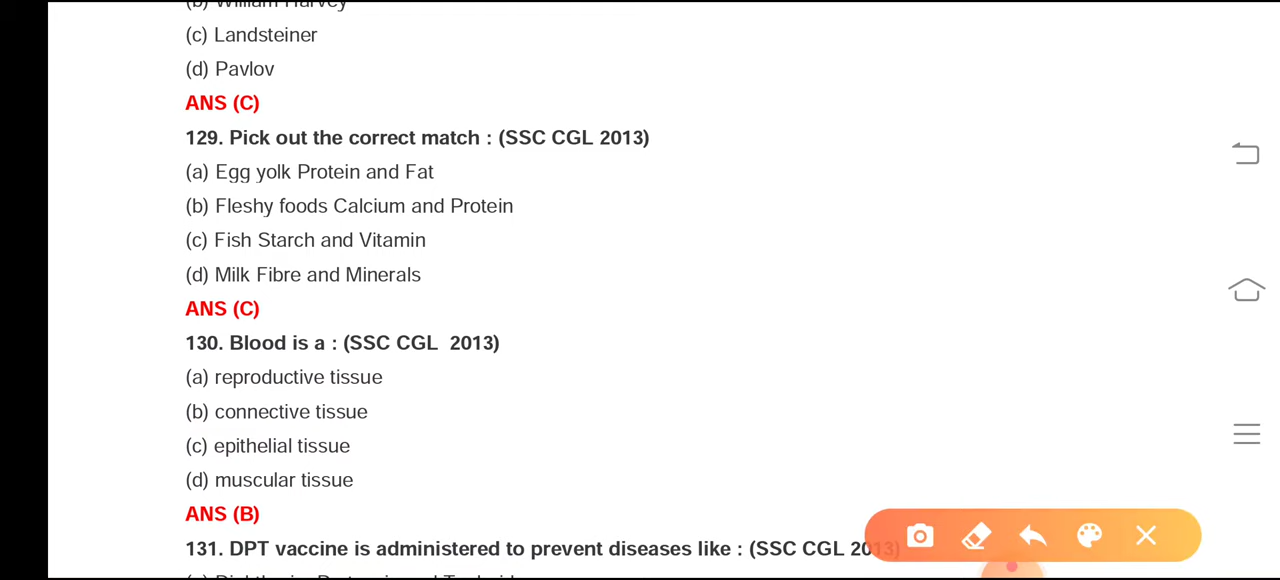 (b) William Harvey
(c) Landsteiner
(d) Pavlov
ANS (C)
129. Pick out the correct match : (SSC CGL 2013)
(a) Egg yolk Protein and Fat
(b) Fleshy foods Calcium and Protein
(c) Fish Starch and Vitamin
(d) Milk Fibre and Minerals
ANS (C)
130. Blood is a : (SSC CGL 2013)
(a) reproductive tissue
(b) connective tissue
(c) epithelial tissue
(d) muscular tissue
ANS (B)
131. DPT vaccine is administered to prevent diseases like : (SSC CGL 2013)